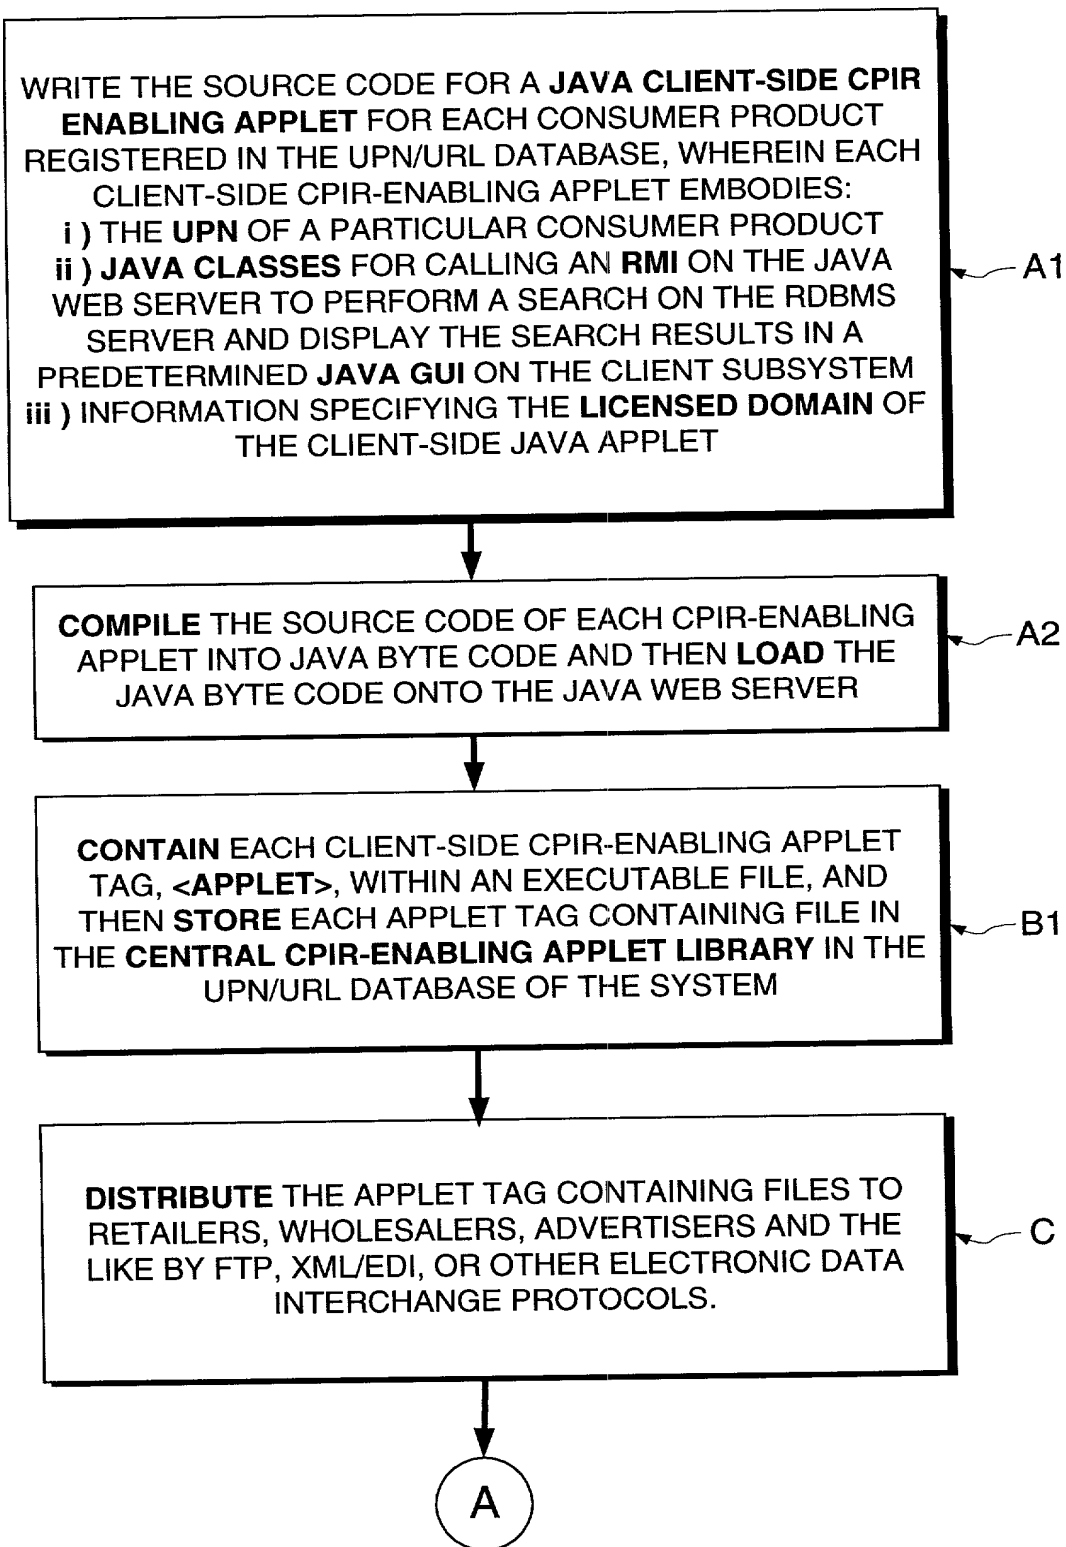 WRITE THE SOURCE CODE FOR A JAVA CLIENT-SIDE CPIR
ENABLING APPLET FOR EACH CONSUMER PRODUCT
REGISTERED IN THE UPN/URL DATABASE, WHEREIN EACH
CLIENT-SIDE CPIR-ENABLING APPLET EMBODIES:
i ) THE UPN OF A PARTICULAR CONSUMER PRODUCT
ii ) JAVA CLASSES FOR CALLING AN RMI ON THE JAVA
WEB SERVER TO PERFORM A SEARCH ON THE RDBMS
SERVER AND DISPLAY THE SEARCH RESULTS IN A
PREDETERMINED JAVA GUI ON THE CLIENT SUBSYSTEM
iii ) INFORMATION SPECIFYING THE LICENSED DOMAIN OF
THE CLIENT-SIDE JAVA APPLET
A1
COMPILE THE SOURCE CODE OF EACH CPIR-ENABLING
APPLET INTO JAVA BYTE CODE AND THEN LOAD THE
JAVA BYTE CODE ONTO THE JAVA WEB SERVER
A2
CONTAIN EACH CLIENT-SIDE CPIR-ENABLING APPLET
TAG, <APPLET>, WITHIN AN EXECUTABLE FILE, AND
THEN STORE EACH APPLET TAG CONTAINING FILE IN
THE CENTRAL CPIR-ENABLING APPLET LIBRARY IN THE
UPN/URL DATABASE OF THE SYSTEM
B1
DISTRIBUTE THE APPLET TAG CONTAINING FILES TO
RETAILERS, WHOLESALERS, ADVERTISERS AND THE
LIKE BY FTP, XML/EDI, OR OTHER ELECTRONIC DATA
INTERCHANGE PROTOCOLS.
C
A